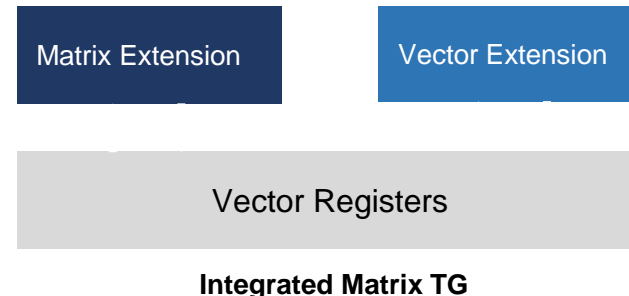 Matrix Extension
Vector Extension
Vector Registers
Integrated Matrix TG